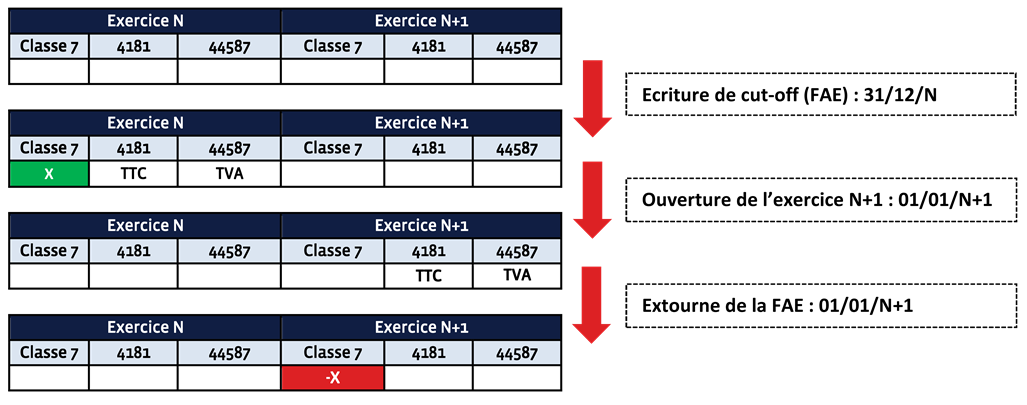 Exercice N Exercice N+1
Classe 7 4181 44587 Classe 7 4181 44587
Ecriture de cut-off (FAE) : 31/12/N
Exercice N Exercice N+1
Classe 7 4181 44587 Classe 7 4181 44587
X TTC TVA
Ouverture de l’exercice N+1 : 01/01/N+1
Exercice N Exercice N+1
Classe 7 4181 44587 Classe 7 4181 44587
TTC TVA
Extourne de la FAE : 01/01/N+1
Exercice N Exercice N+1
Classe 7 4181 44587 Classe 7 4181 44587
-X